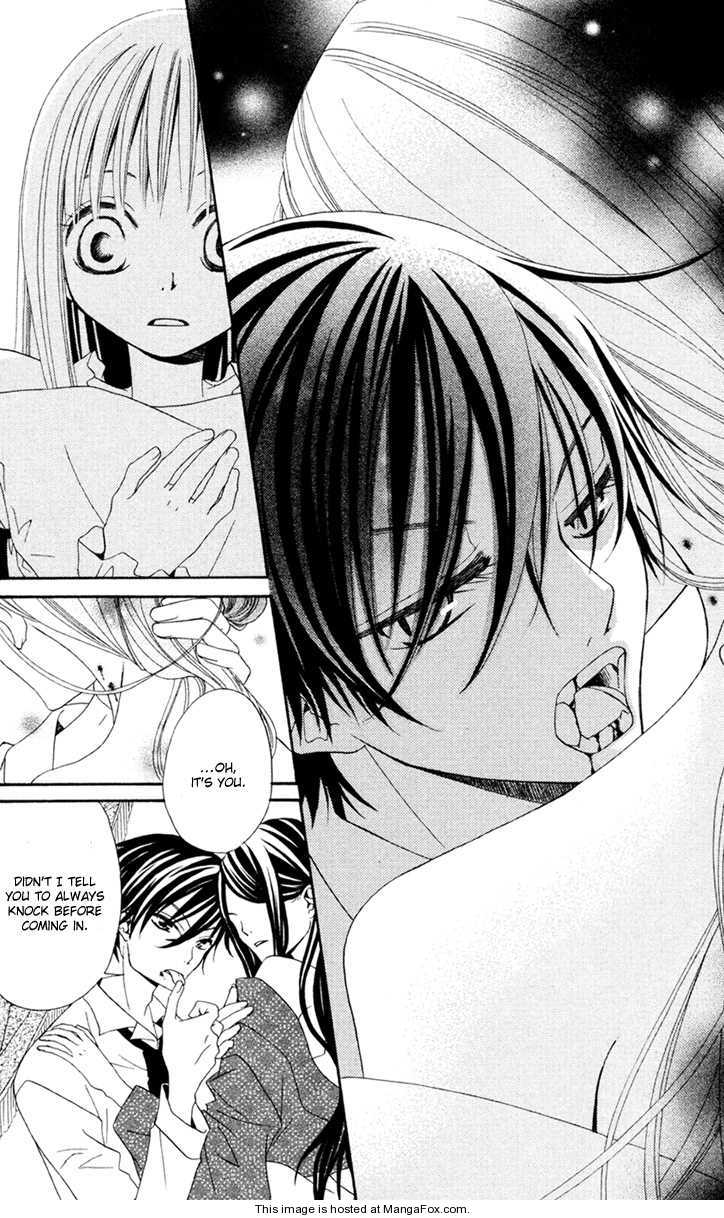 ...OH,
IT'S YOU.
DIDN'T I TELL
YOU TO ALWAYS
KNOCK BEFORE
COMING IN.
This image is hosted at MangaFox.com.